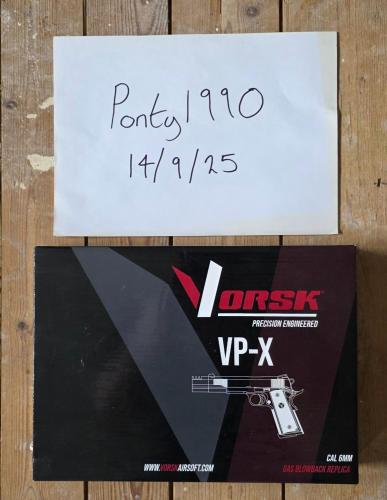 Ponty1990
14/9/25
VORSK
PRECISION ENGINEERED
VP-X
CAL 6MM
WWW.VORSKAIRSOFT.COM
GAS BLOWBACK REPLICA